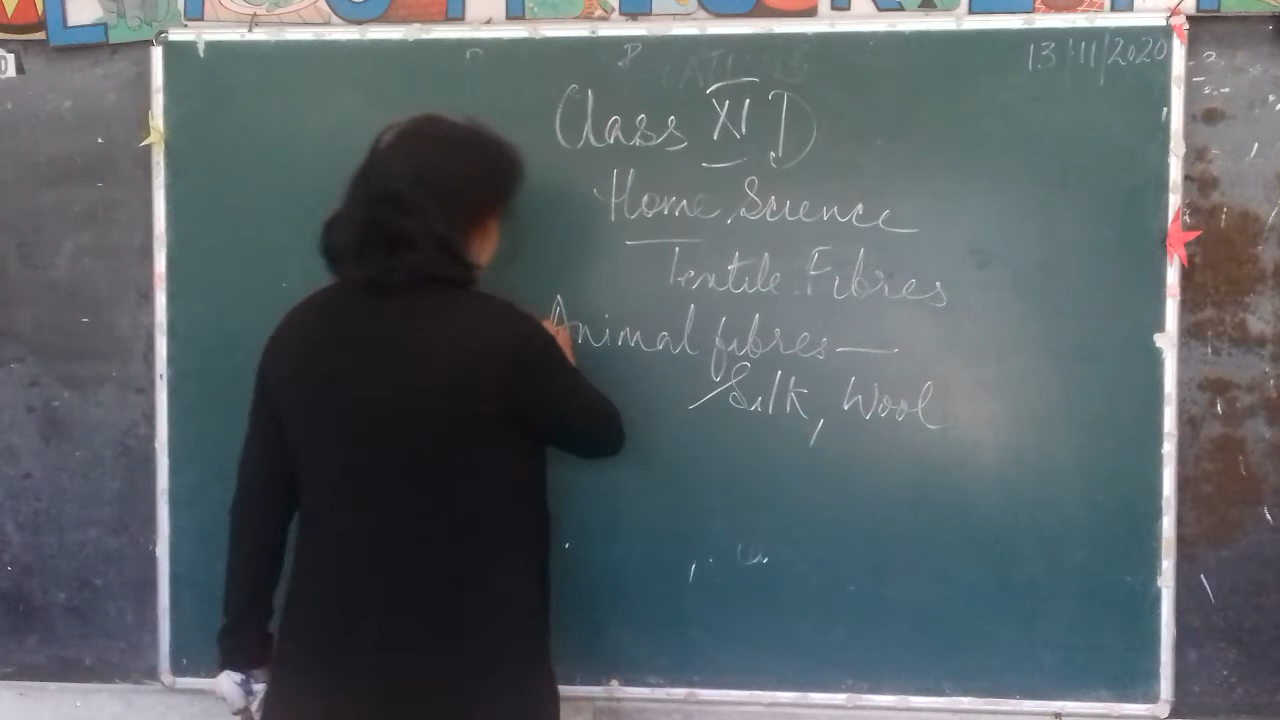 13/11/2020
Class XI D
Home Science
Textile Fibres
Animal fibres —
Silk, Wool